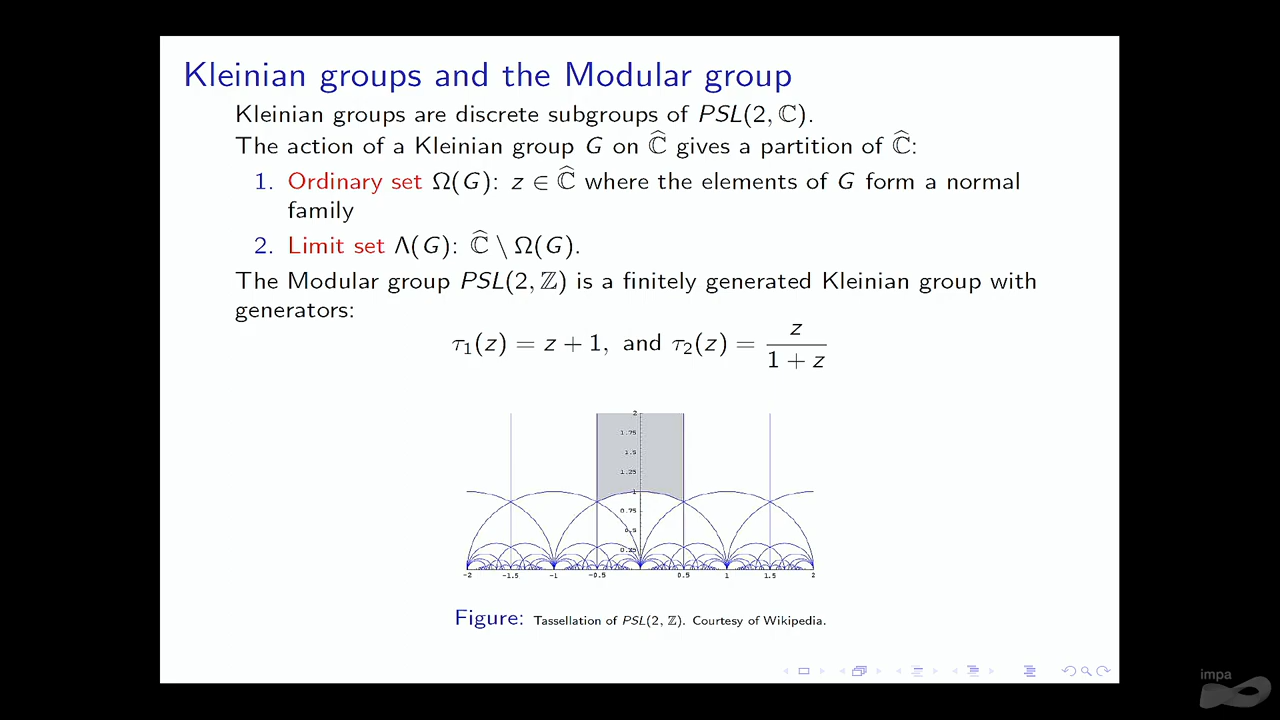 Kleinian groups and the Modular group
Kleinian groups are discrete subgroups of PSL(2, ℂ).
The action of a Kleinian group G on ℂ̂ gives a partition of ℂ̂:
1. Ordinary set Ω(G): z ∈ ℂ̂ where the elements of G form a normal
family
2. Limit set Λ(G): ℂ̂ \ Ω(G).
The Modular group PSL(2, ℤ) is a finitely generated Kleinian group with
generators:
τ₁(z) = z + 1, and τ₂(z) = z / (1 + z)
2
1.75
1.5
1.25
1
0.75
0.5
0.25
-2 -1.5 -1 -0.5 0.5 1 1.5 2
Figure: Tassellation of PSL(2, ℤ). Courtesy of Wikipedia.
impa